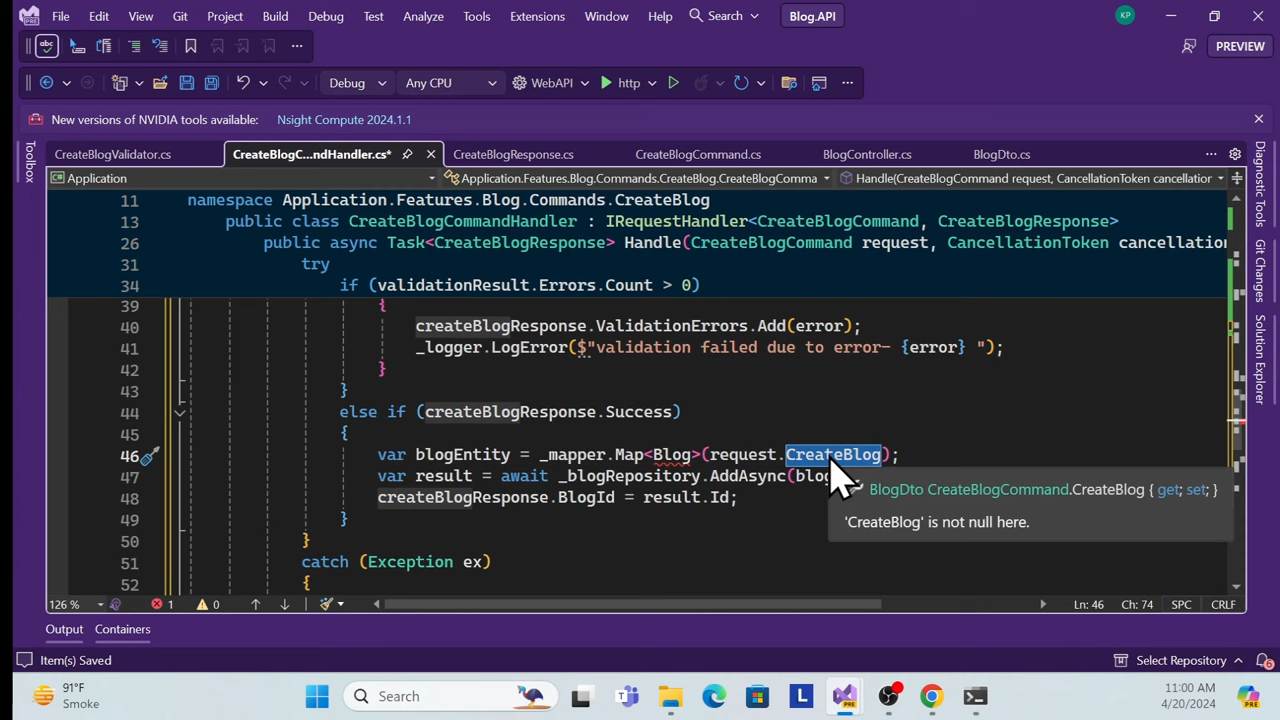 File Edit View Git Project Build Debug Test Analyze Tools Extensions Window Help Search Blog.API KP
abc PREVIEW
Debug Any CPU WebAPI http
New versions of NVIDIA tools available: Nsight Compute 2024.1.1
CreateBlogValidator.cs CreateBlogC...ndHandler.cs* CreateBlogResponse.cs CreateBlogCommand.cs BlogController.cs BlogDto.cs
Application Application.Features.Blog.Commands.CreateBlog.CreateBlogComma Handle(CreateBlogCommand request, CancellationToken cancellatior
Toolbox
Diagnostic Tools
Git Changes
Solution Explorer
11 namespace Application.Features.Blog.Commands.CreateBlog
18 public class CreateBlogCommandHandler : IRequestHandler<CreateBlogCommand, CreateBlogResponse>
26 public async Task<CreateBlogResponse> Handle(CreateBlogCommand request, CancellationToken cancellation
31 try
34 if (validationResult.Errors.Count > 0)
39 {
40 createBlogResponse.ValidationErrors.Add(error);
41 _logger.LogError($"validation failed due to error- {error} ");
42 }
43 }
44 else if (createBlogResponse.Success)
45 {
46 var blogEntity = _mapper.Map<Blog>(request.CreateBlog);
47 var result = await _blogRepository.AddAsync(blog
48 createBlogResponse.BlogId = result.Id;
49 }
50 }
51 catch (Exception ex)
52 {
BlogDto CreateBlogCommand.CreateBlog { get; set; }
'CreateBlog' is not null here.
126 % 1 0 Ln: 46 Ch: 74 SPC CRLF
Output Containers
Item(s) Saved Select Repository 6
91°F
Smoke
Search
L
PRE
11:00 AM
4/20/2024
PRE